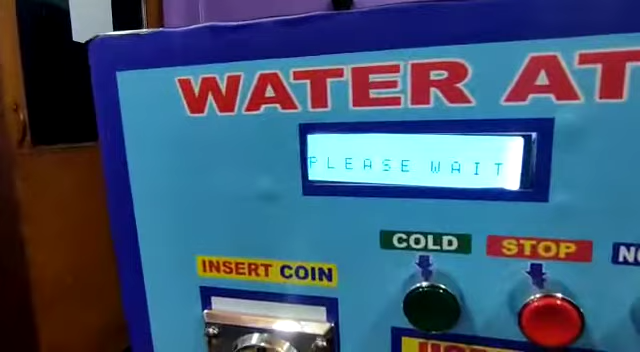 WATER AT
PLEASE WAIT
COLD
STOP
INSERT COIN